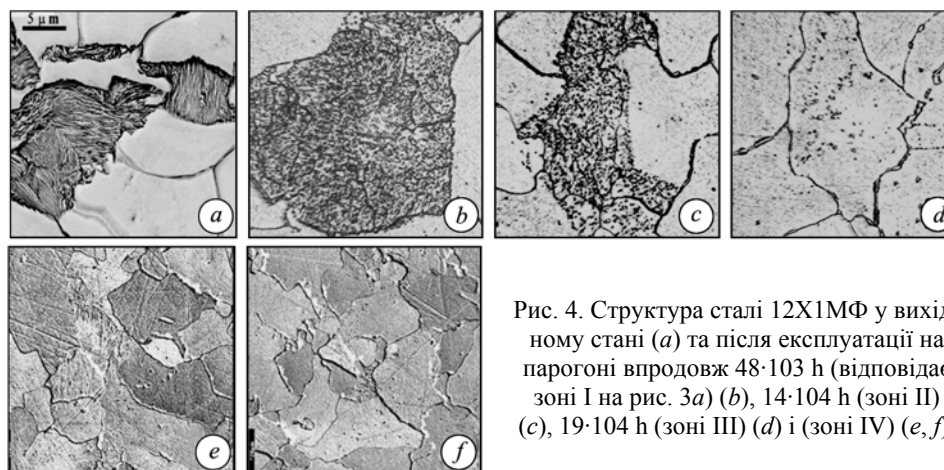 5 μm
a
b
c
d
e
f
Рис. 4. Структура сталі 12Х1МФ у вихід-
ному стані (a) та після експлуатації на
парогоні впродовж 48·103 h (відповідає
зоні I на рис. 3a) (b), 14·104 h (зоні II)
(c), 19·104 h (зоні III) (d) і (зоні IV) (e, f)